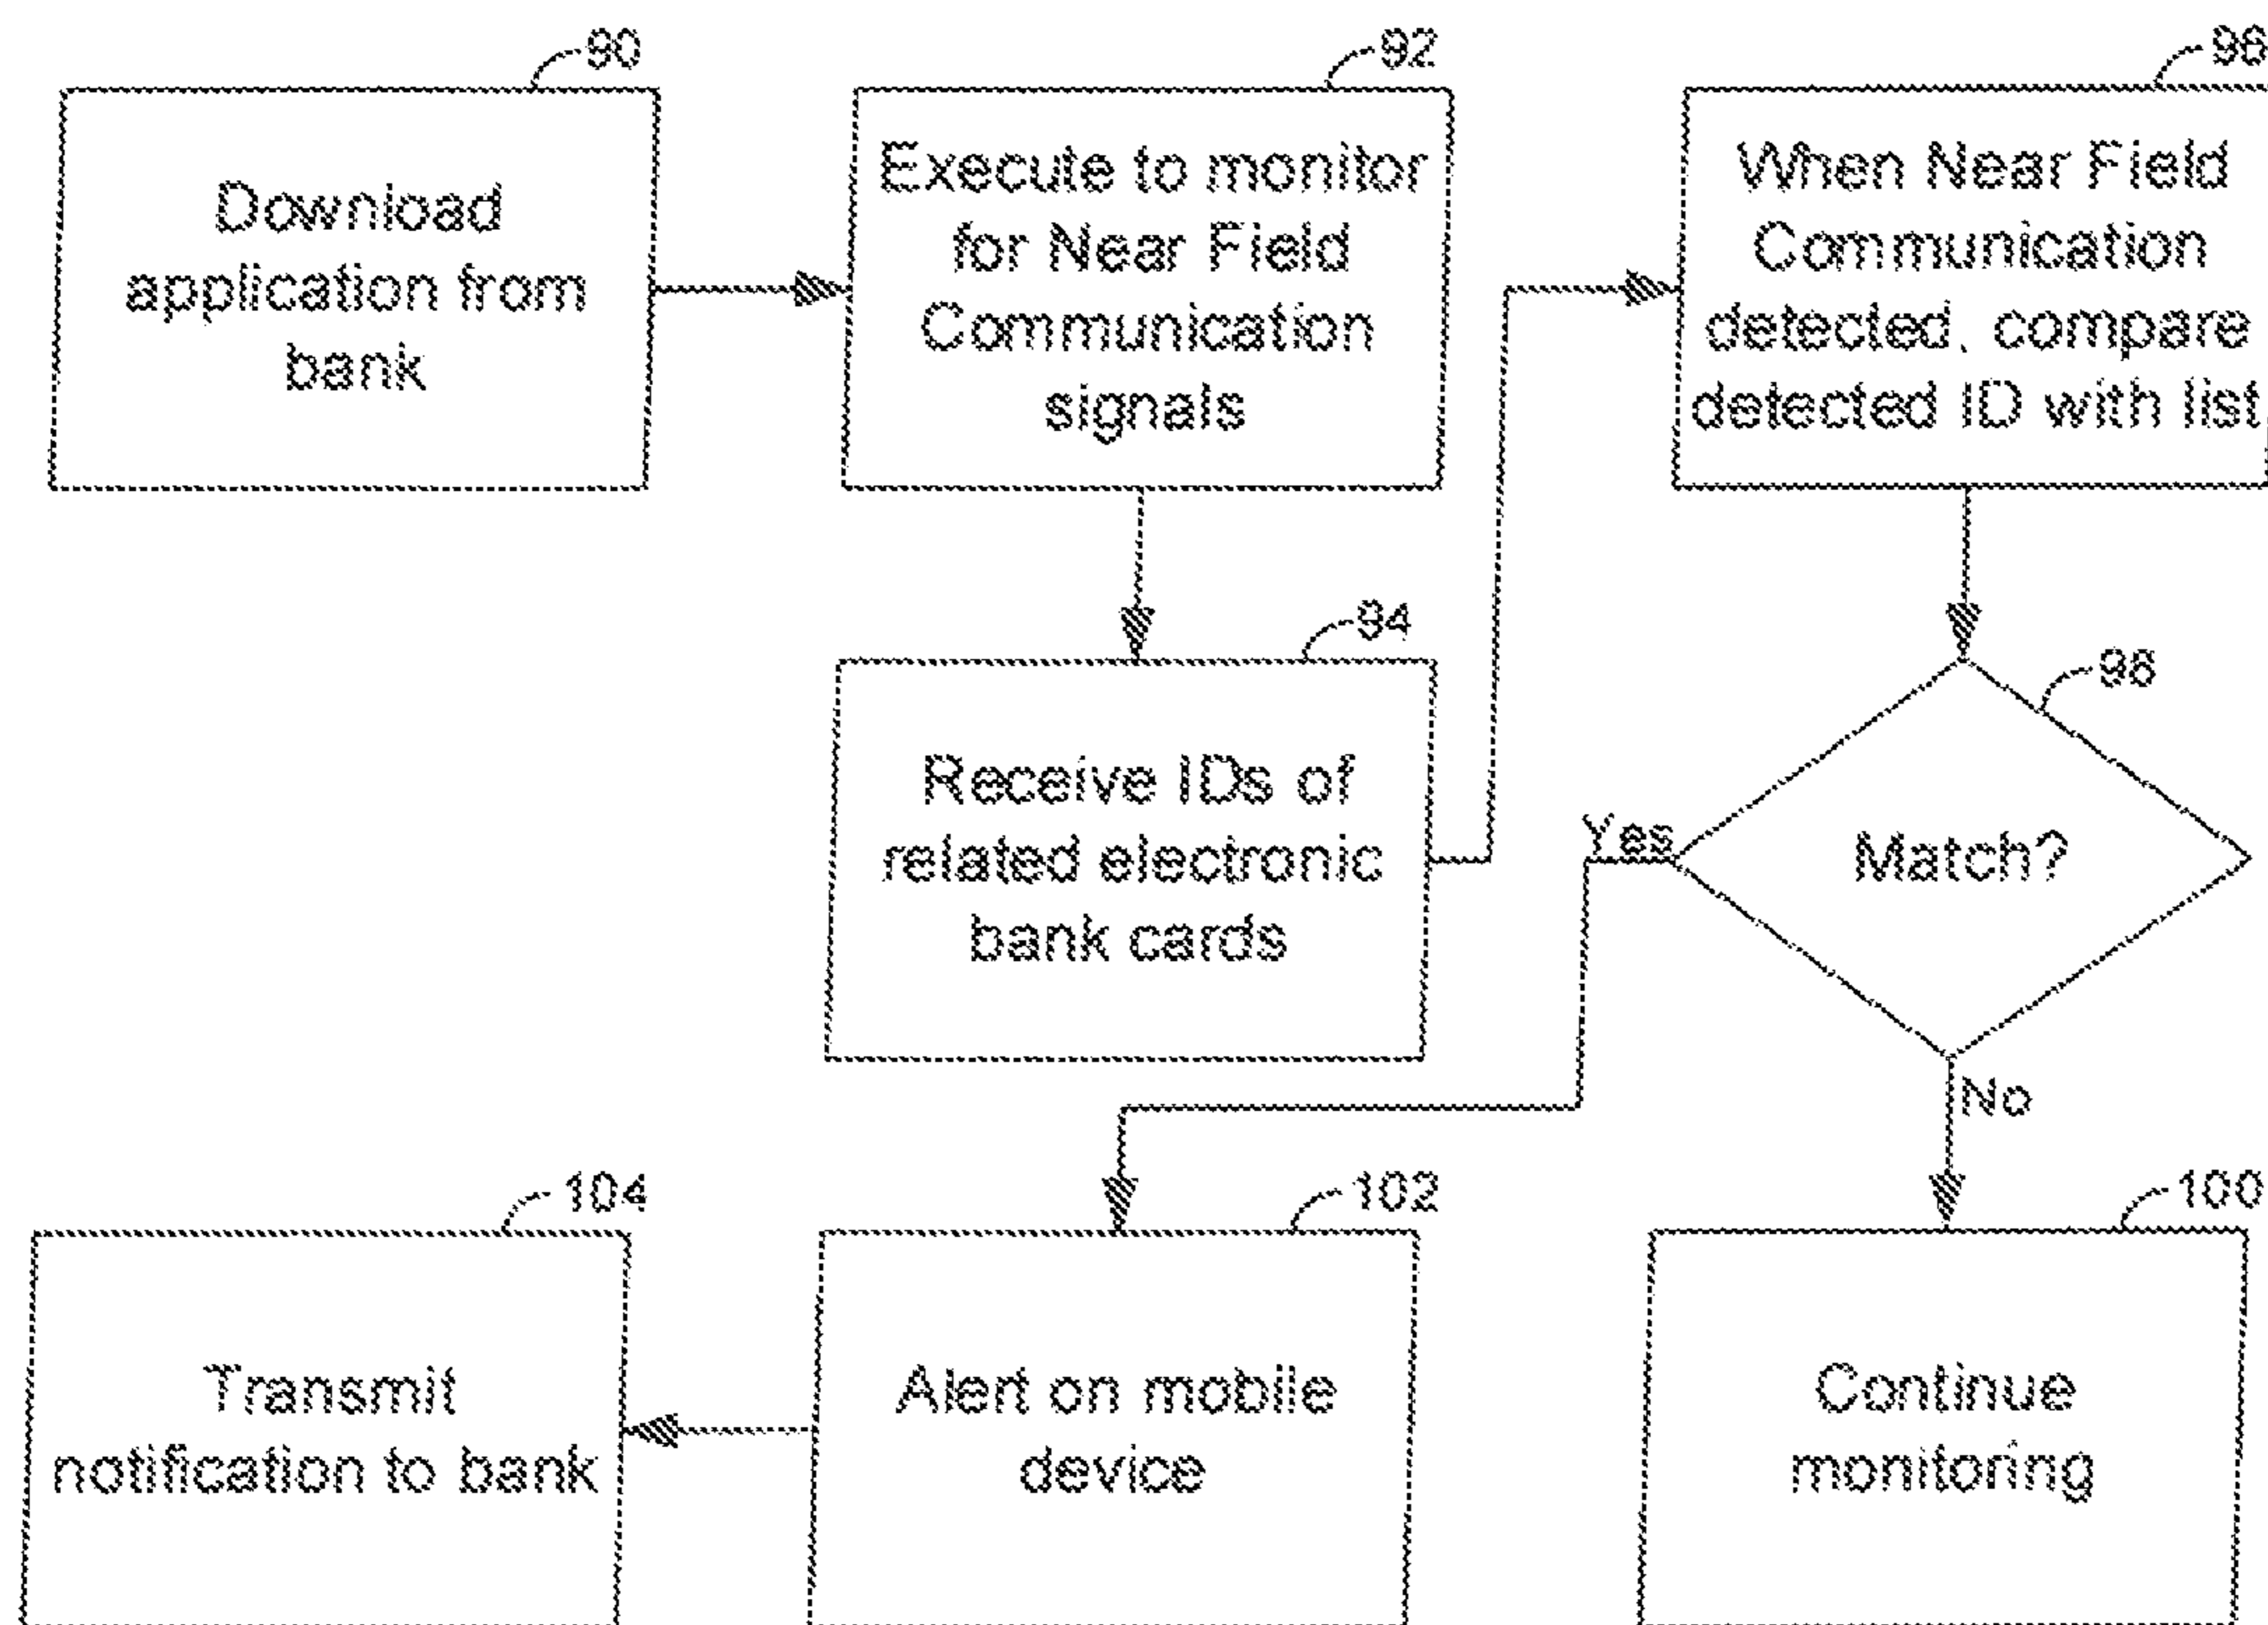 90
Download
application from
bank
92
Execute to monitor
for Near Field
Communication
signals
96
When Near Field
Communication
detected, compare
detected ID with list
94
Receive IDs of
related electronic
bank cards
98
Match?
Yes
No
104
Transmit
notification to bank
102
Alert on mobile
device
100
Continue
monitoring